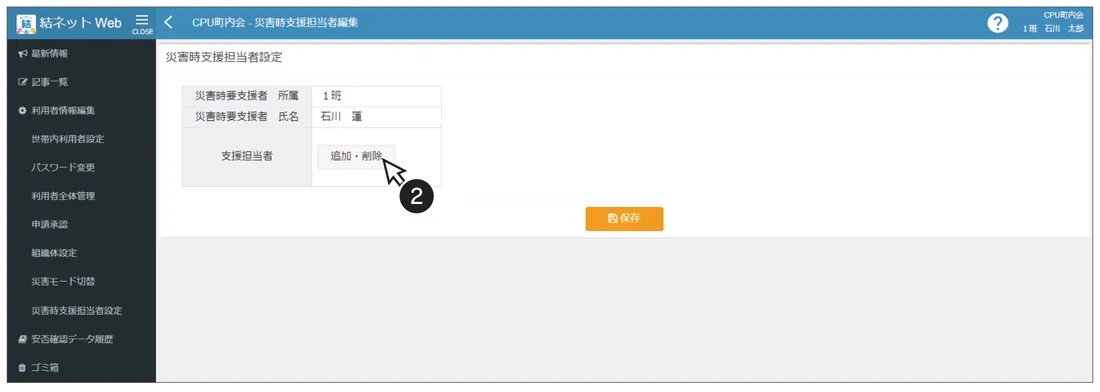 結
結ネット Web
CLOSE
CPU町内会 - 災害時支援担当者編集
?
CPU町内会
1班 石川 太郎
最新情報
記事一覧
利用者情報編集
世帯内利用者設定
パスワード変更
利用者全体管理
申請承認
組織体設定
災害モード切替
災害時支援担当者設定
安否確認データ履歴
ゴミ箱
災害時支援担当者設定
災害時要支援者 所属 1班
災害時要支援者 氏名 石川 蓮
支援担当者 追加・削除
2
保存